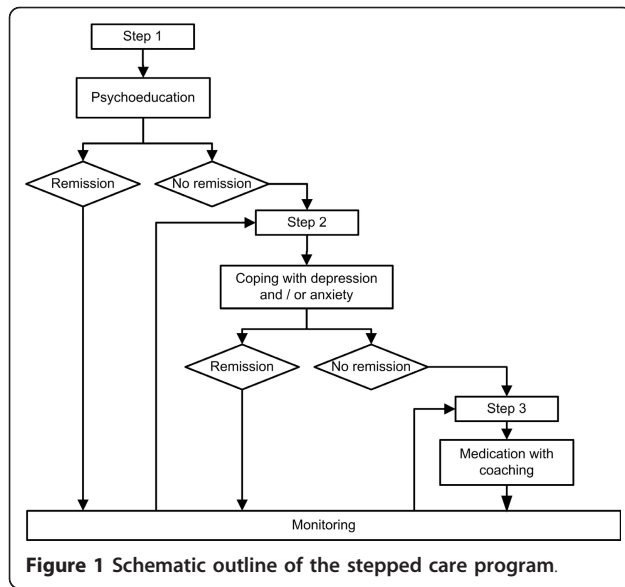 Step 1
Psychoeducation
Remission
No remission
Step 2
Coping with depression
and / or anxiety
Remission
No remission
Step 3
Medication with
coaching
Monitoring
Figure 1 Schematic outline of the stepped care program.